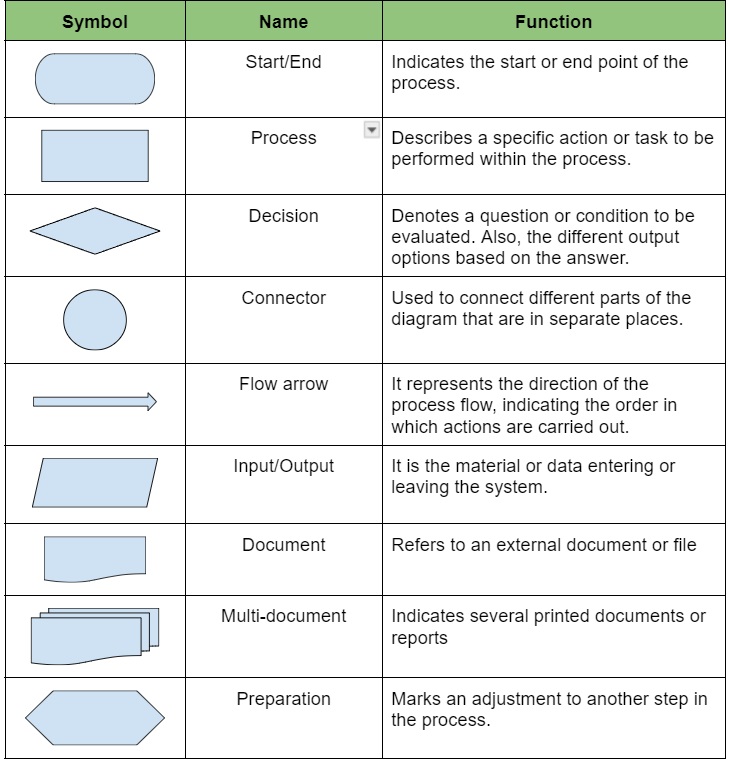 Symbol Name Function
Start/End Indicates the start or end point of the
process.
Process Describes a specific action or task to be
performed within the process.
Decision Denotes a question or condition to be
evaluated. Also, the different output
options based on the answer.
Connector Used to connect different parts of the
diagram that are in separate places.
Flow arrow It represents the direction of the
process flow, indicating the order in
which actions are carried out.
Input/Output It is the material or data entering or
leaving the system.
Document Refers to an external document or file
Multi-document Indicates several printed documents or
reports
Preparation Marks an adjustment to another step in
the process.